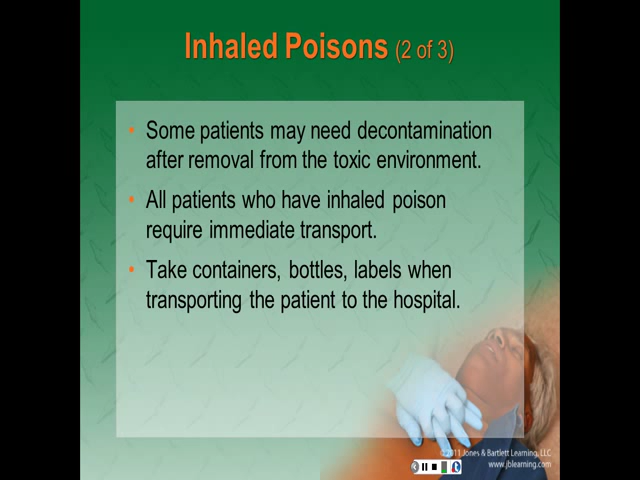 Inhaled Poisons (2 of 3)
• Some patients may need decontamination
after removal from the toxic environment.
• All patients who have inhaled poison
require immediate transport.
• Take containers, bottles, labels when
transporting the patient to the hospital.
© 2011 Jones & Bartlett Learning, LLC
www.jblearning.com